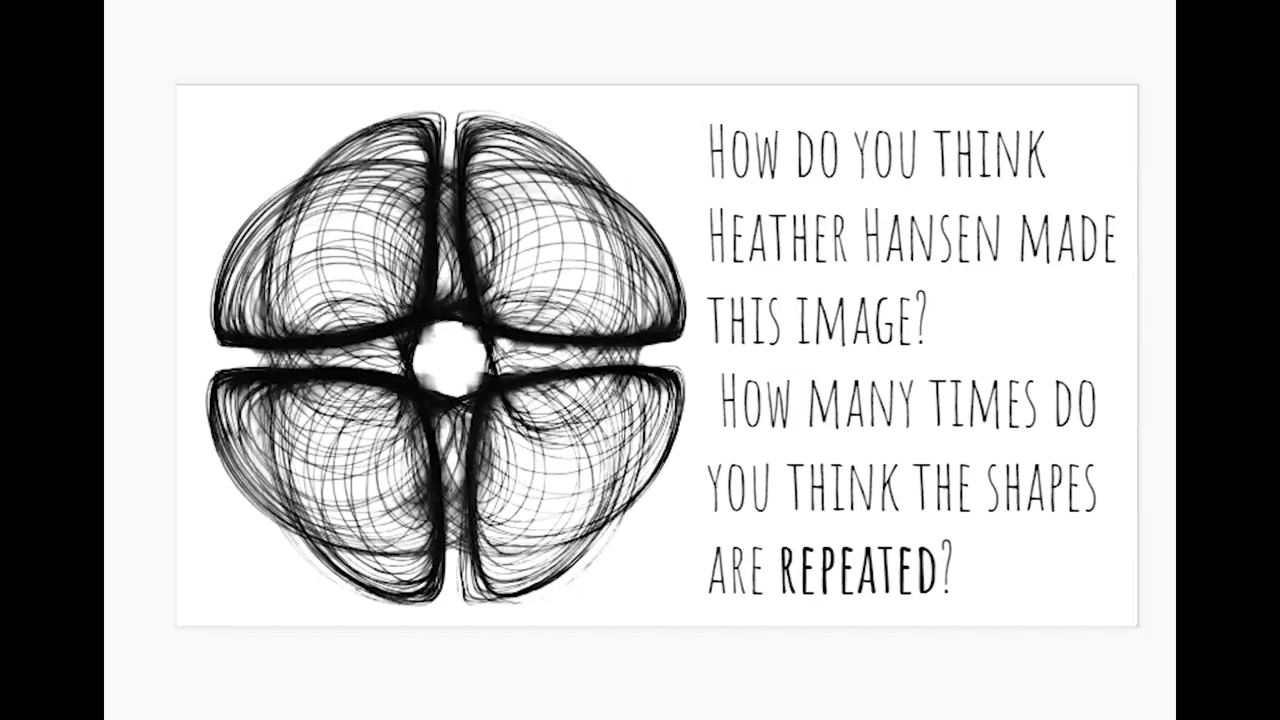 How do you think
Heather Hansen made
this image?
How many times do
you think the shapes
are repeated?